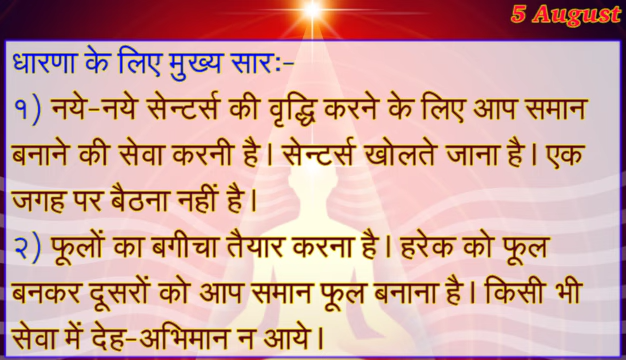 5 August
धारणा के लिए मुख्य सारः-
१) नये-नये सेन्टर्स की वृद्धि करने के लिए आप समान
बनाने की सेवा करनी है। सेन्टर्स खोलते जाना है। एक
जगह पर बैठना नहीं है।
२) फूलों का बगीचा तैयार करना है। हरेक को फूल
बनकर दूसरों को आप समान फूल बनाना है। किसी भी
सेवा में देह-अभिमान न आये।